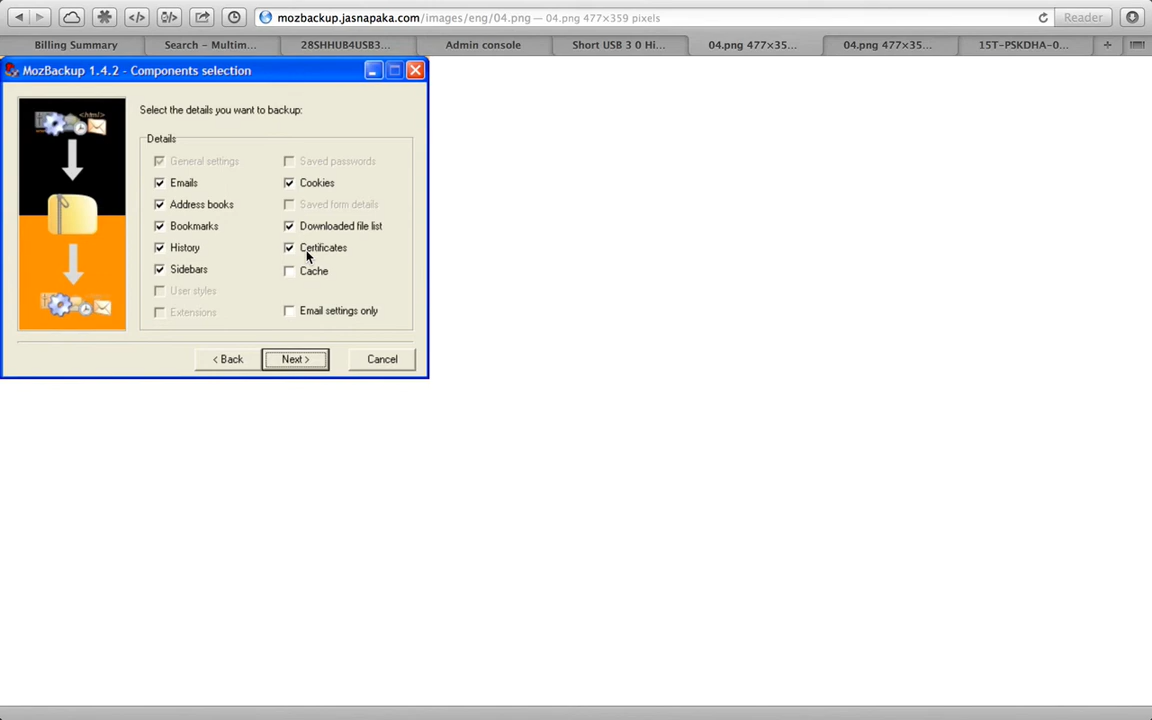 mozbackup.jasnapaka.com/images/eng/04.png — 04.png 477×359 pixels
Reader
Billing Summary
Search – Multim...
28SHHUB4USB3...
Admin console
Short USB 3 0 Hi...
04.png 477×35...
04.png 477×35...
15T-PSKDHA-0...
MozBackup 1.4.2 - Components selection
Select the details you want to backup:
Details
General settings
Saved passwords
Emails
Cookies
Address books
Saved form details
Bookmarks
Downloaded file list
History
Certificates
Sidebars
Cache
User styles
Extensions
Email settings only
< Back
Next >
Cancel